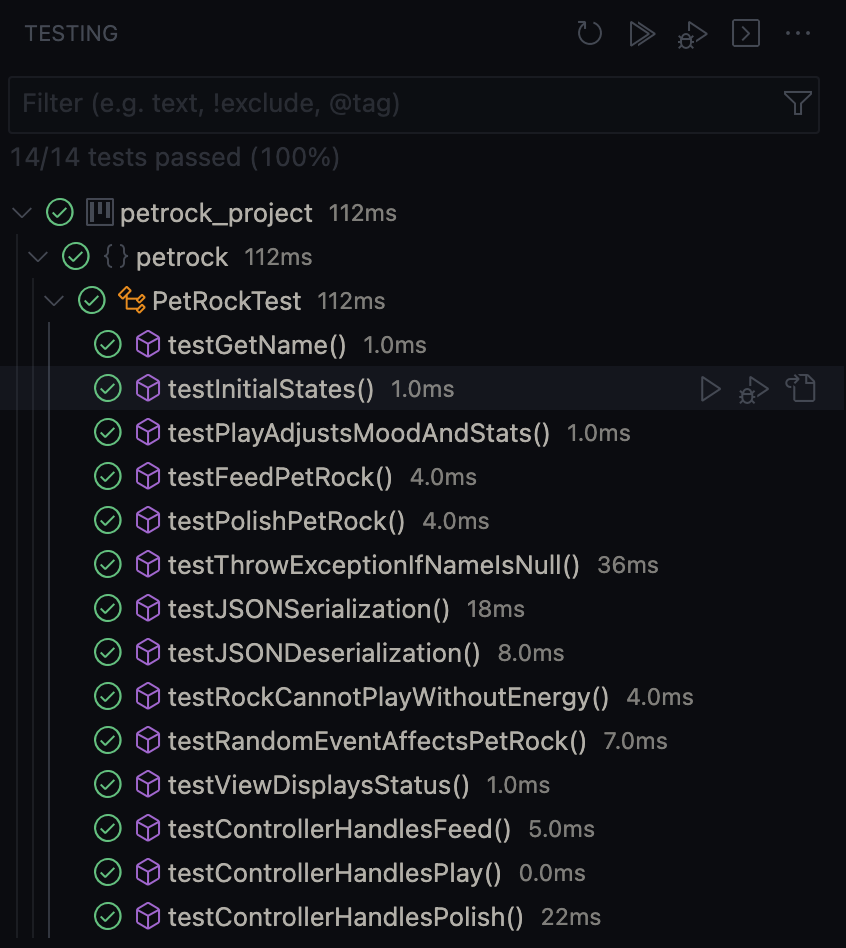 TESTING
Filter (e.g. text, !exclude, @tag)
14/14 tests passed (100%)
petrock_project 112ms
{} petrock 112ms
PetRockTest 112ms
testGetName() 1.0ms
testInitialStates() 1.0ms
testPlayAdjustsMoodAndStats() 1.0ms
testFeedPetRock() 4.0ms
testPolishPetRock() 4.0ms
testThrowExceptionIfNameIsNull() 36ms
testJSONSerialization() 18ms
testJSONDeserialization() 8.0ms
testRockCannotPlayWithoutEnergy() 4.0ms
testRandomEventAffectsPetRock() 7.0ms
testViewDisplaysStatus() 1.0ms
testControllerHandlesFeed() 5.0ms
testControllerHandlesPlay() 0.0ms
testControllerHandlesPolish() 22ms